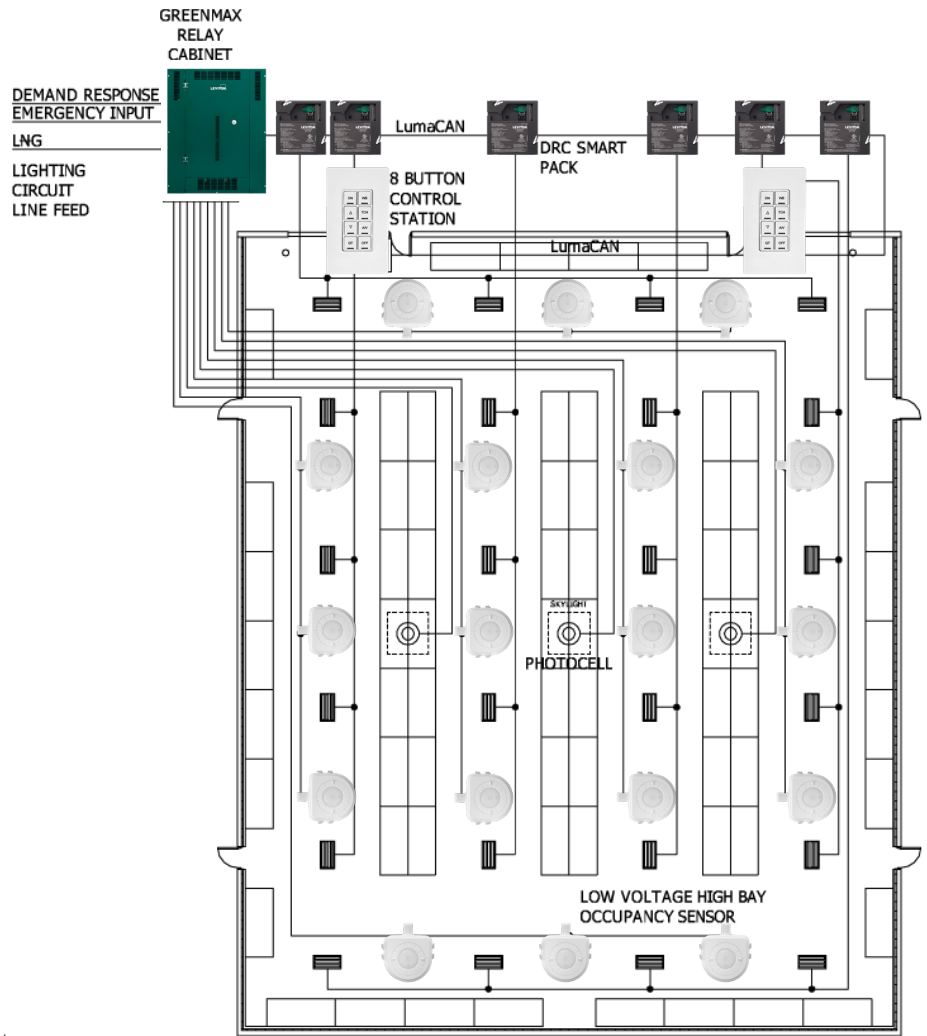 GREENMAX
RELAY
CABINET
DEMAND RESPONSE
EMERGENCY INPUT
LNG
LIGHTING
CIRCUIT
LINE FEED
LEVITON
LumaCAN
DRC SMART
PACK
8 BUTTON
CONTROL
STATION
LumaCAN
SKYLIGHT
PHOTOCELL
LOW VOLTAGE HIGH BAY
OCCUPANCY SENSOR